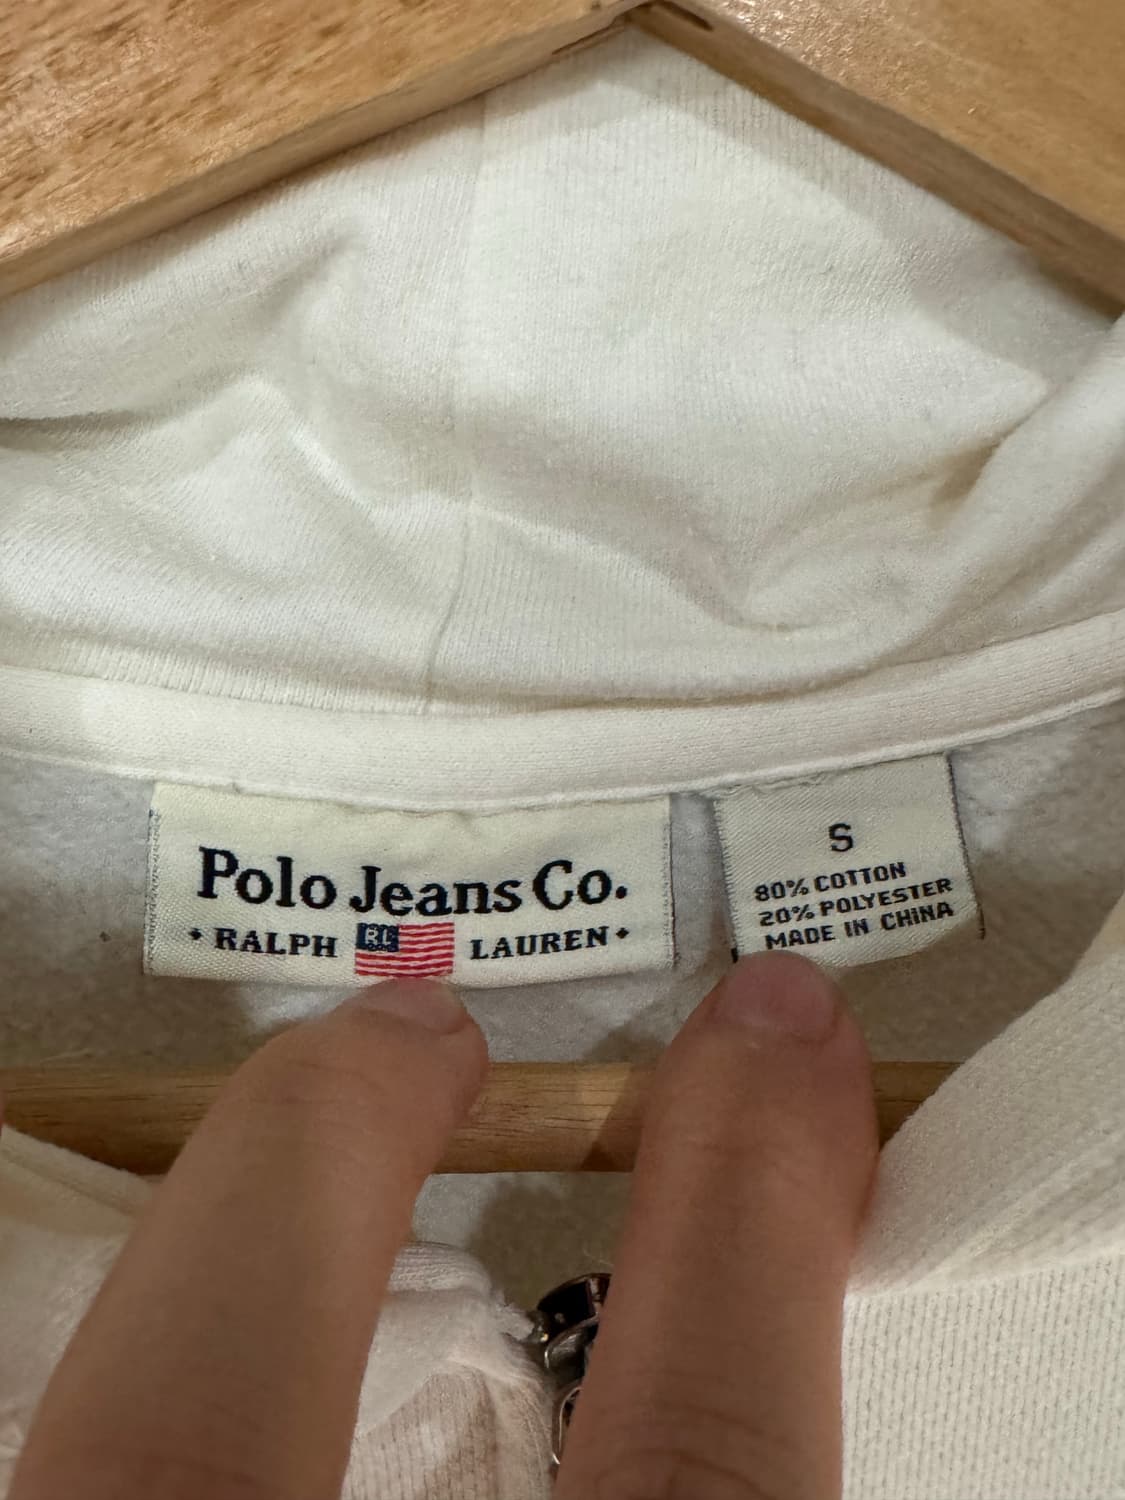 Polo Jeans Co.
RALPH RL LAUREN
S
80% COTTON
20% POLYESTER
MADE IN CHINA